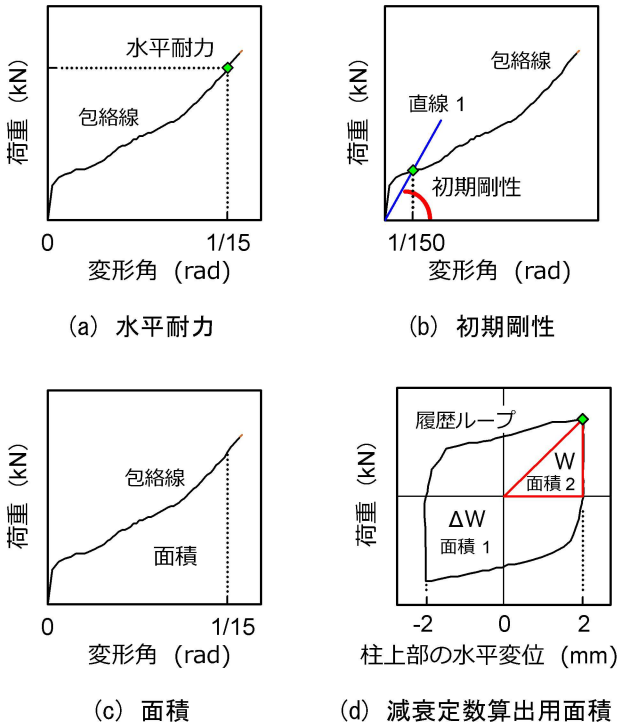 水平耐力
包絡線
荷重 (kN)
0
1/15
変形角 (rad)
(a) 水平耐力
包絡線
直線 1
初期剛性
荷重 (kN)
1/150
変形角 (rad)
(b) 初期剛性
包絡線
面積
荷重 (kN)
0
1/15
変形角 (rad)
(c) 面積
履歴ループ
W
面積 2
ΔW
面積 1
荷重 (kN)
-2
0
2
柱上部の水平変位 (mm)
(d) 減衰定数算出用面積